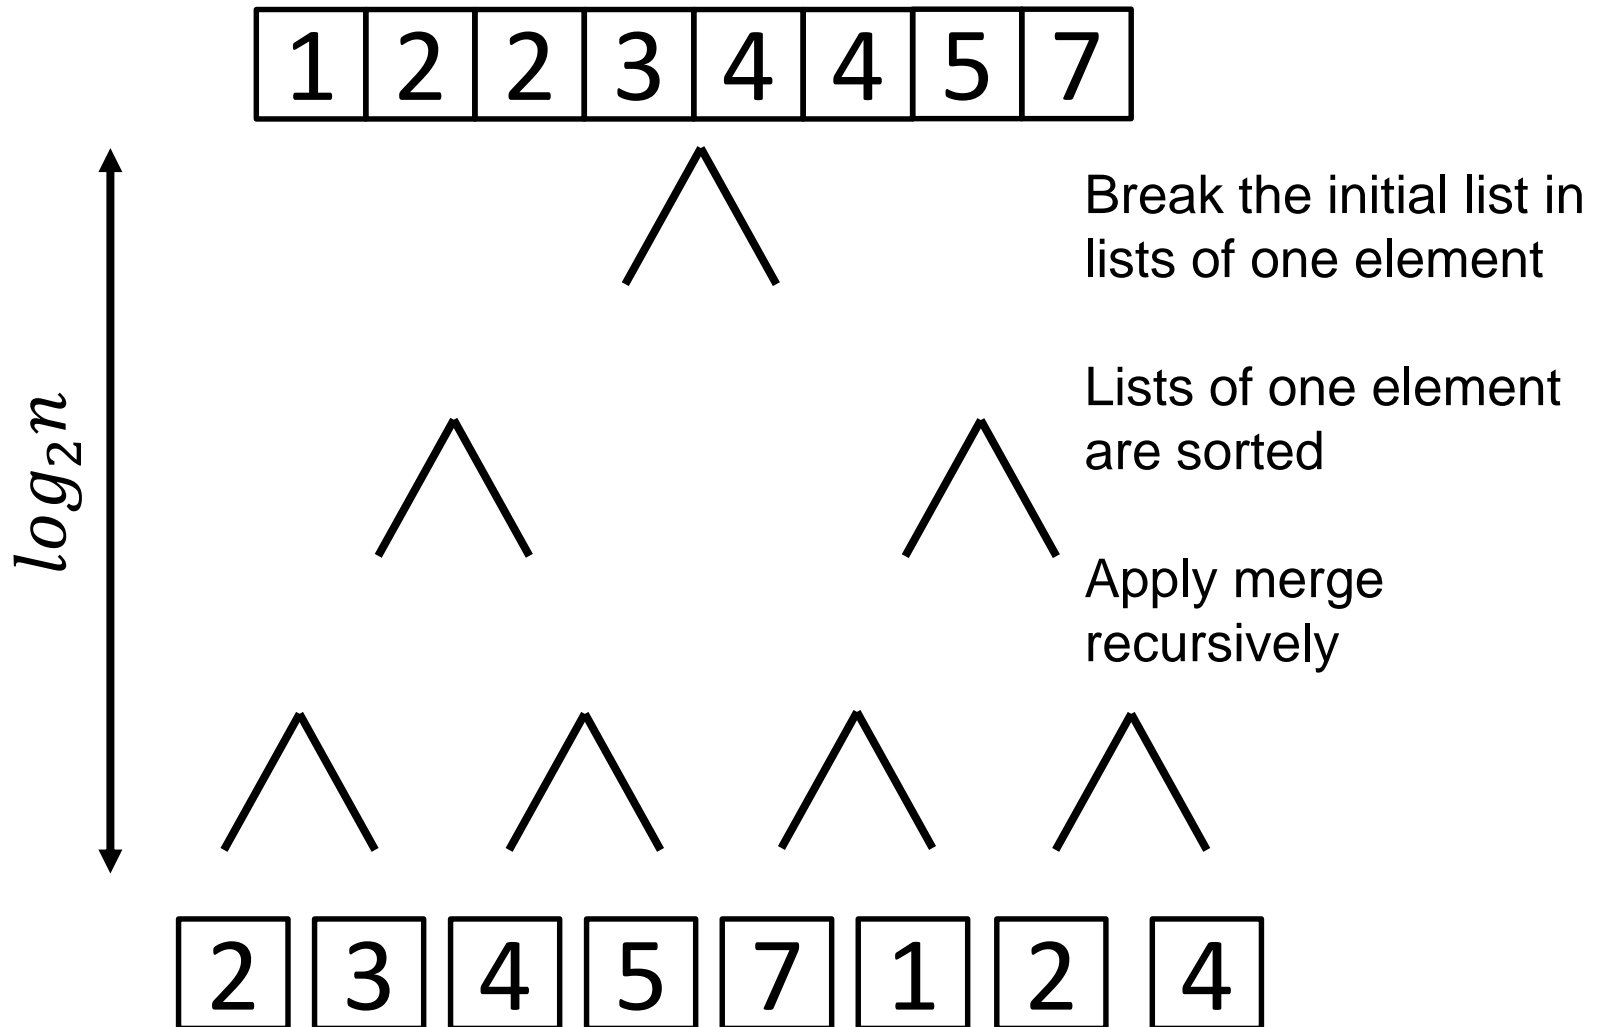 1 2 2 3 4 4 5 7
Break the initial list in
lists of one element
Lists of one element
are sorted
Apply merge
recursively
log₂n
2 3 4 5 7 1 2 4